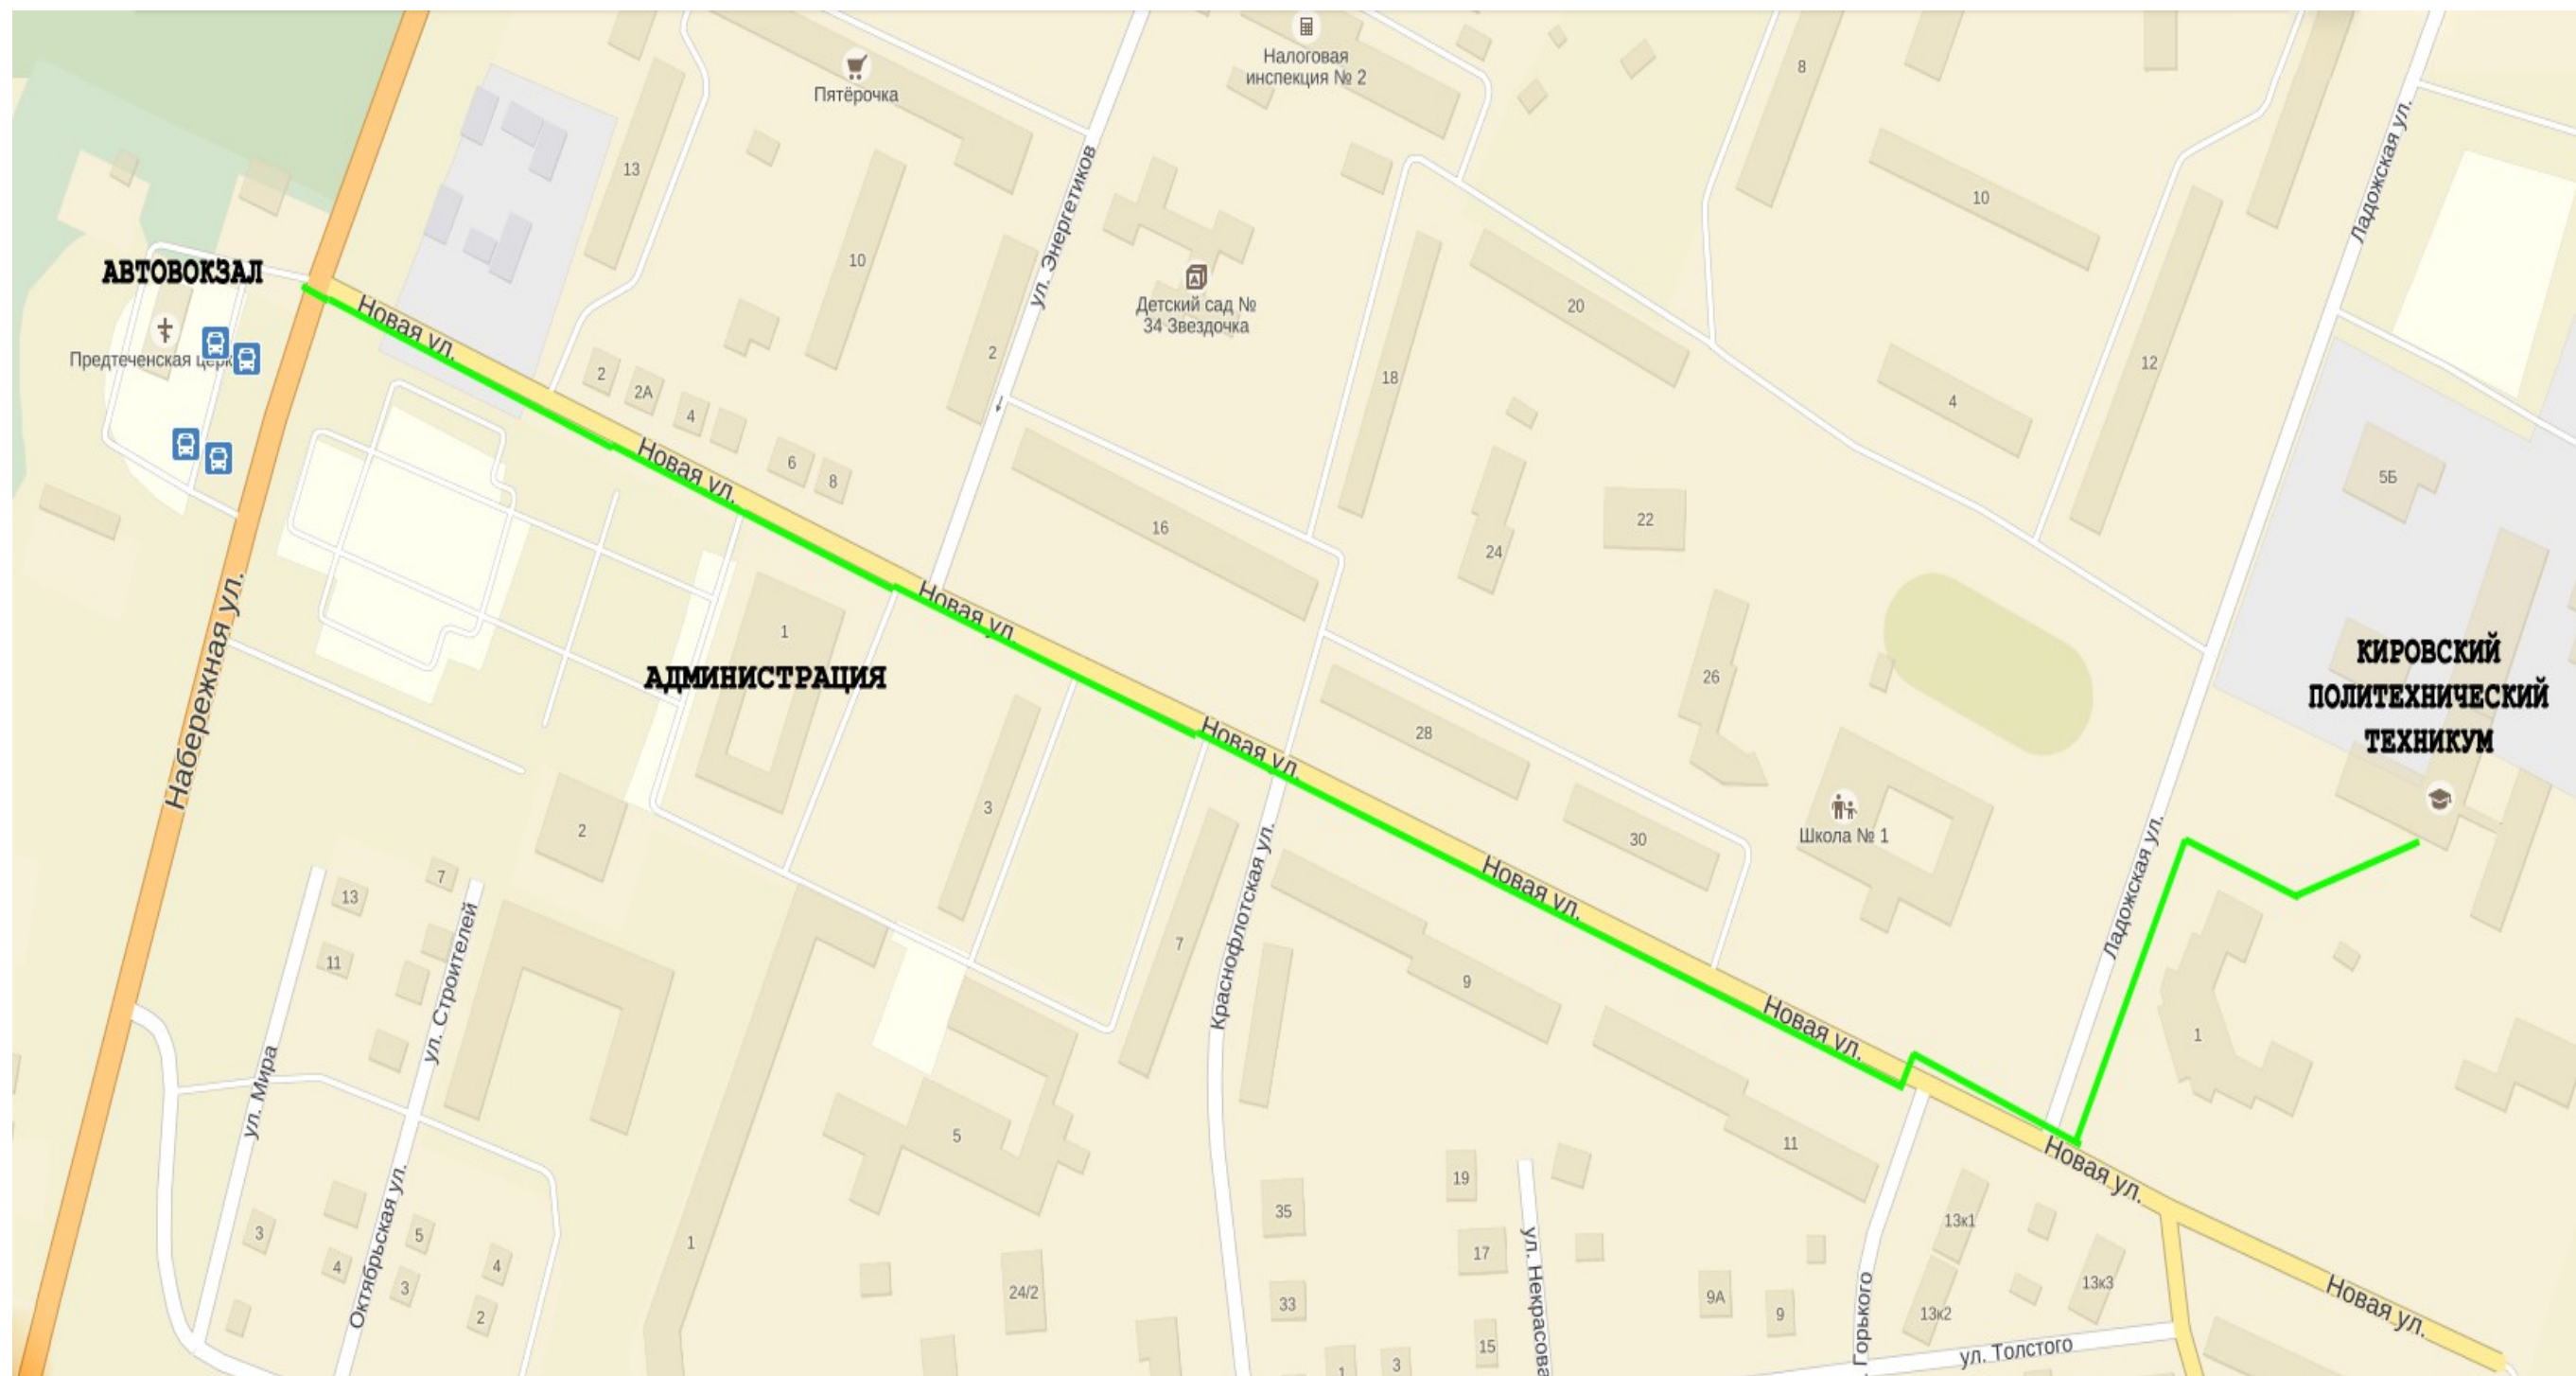 Налоговая
инспекция № 2
Пятёрочка
8
13
10
10
ул. Энергетиков
Ладожская ул.
АВТОВОКЗАЛ
Детский сад №
34 Звездочка
20
Новая ул.
Предтеченская церк
2
2
2А
4
18
12
4
Новая ул.
6
8
5Б
16
22
24
Новая ул.
1
АДМИНИСТРАЦИЯ
26
КИРОВСКИЙ
ПОЛИТЕХНИЧЕСКИЙ
ТЕХНИКУМ
Набережная ул.
Новая ул.
28
3
2
30
Школа № 1
Ладожская ул.
7
13
Новая ул.
Краснофлотская ул.
7
11
9
ул. Строителей
Новая ул.
1
ул. Мира
5
11
Новая ул.
19
35
13к1
Октябрьская ул.
3
5
4
4
3
2
1
17
ул. Некрасова
24/2
33
9А
9
13к2
13к3
Горького
Новая ул.
15
ул. Толстого
1
3